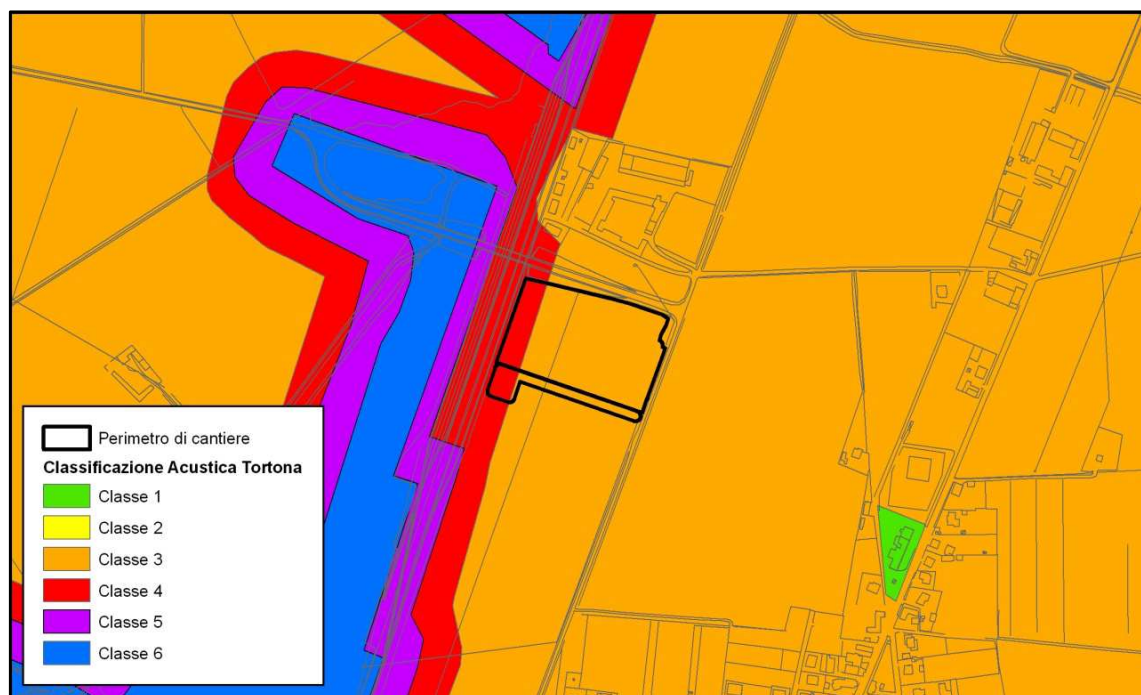 Perimetro di cantiere
Classificazione Acustica Tortona
Classe 1
Classe 2
Classe 3
Classe 4
Classe 5
Classe 6